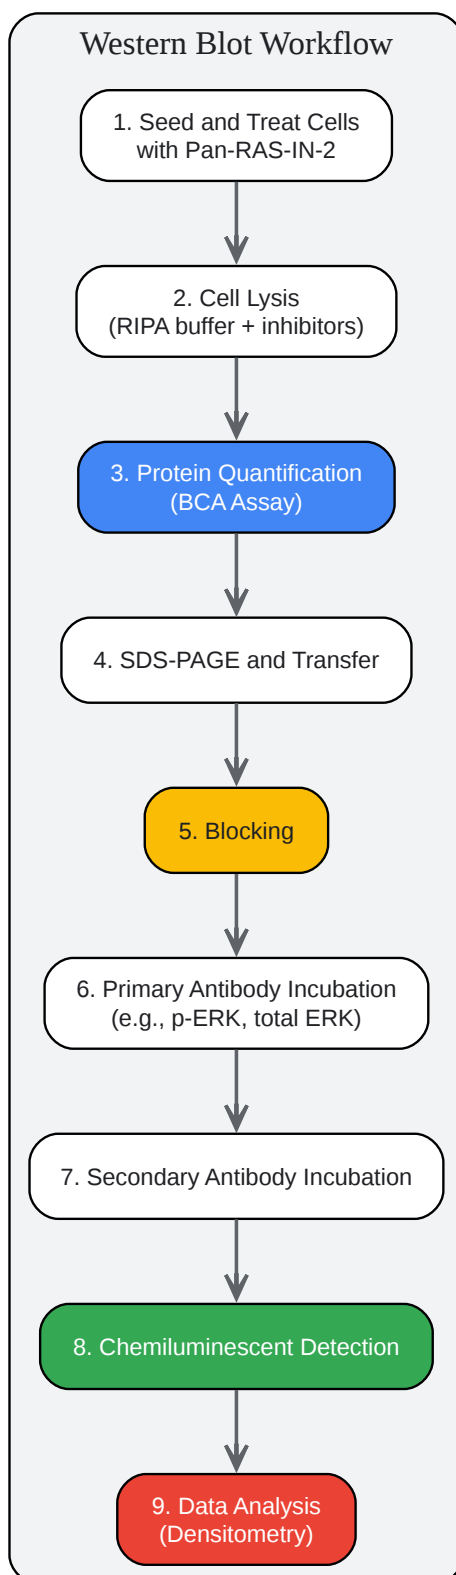 Western Blot Workflow
1. Seed and Treat Cells
with Pan-RAS-IN-2
2. Cell Lysis
(RIPA buffer + inhibitors)
3. Protein Quantification
(BCA Assay)
4. SDS-PAGE and Transfer
5. Blocking
6. Primary Antibody Incubation
(e.g., p-ERK, total ERK)
7. Secondary Antibody Incubation
8. Chemiluminescent Detection
9. Data Analysis
(Densitometry)